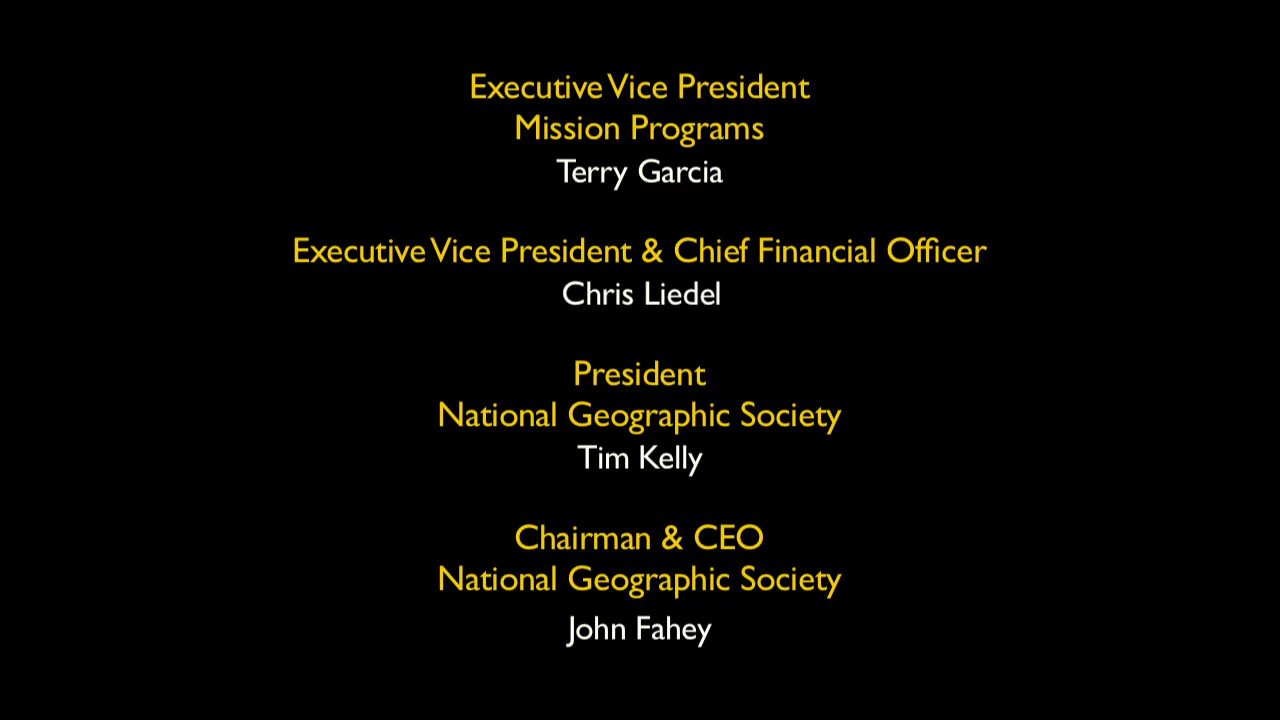 Executive Vice President
Mission Programs
Terry Garcia
Executive Vice President & Chief Financial Officer
Chris Liedel
President
National Geographic Society
Tim Kelly
Chairman & CEO
National Geographic Society
John Fahey